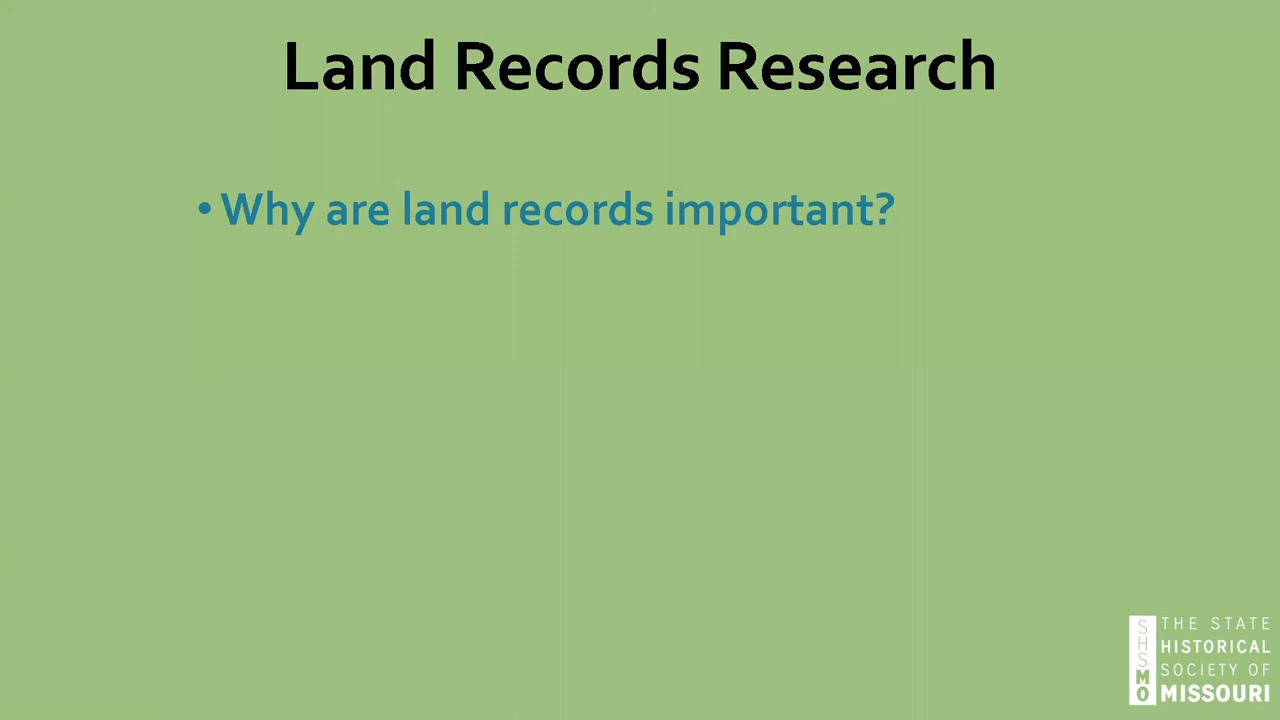 Land Records Research
• Why are land records important?
SHSMO
THE STATE
HISTORICAL
SOCIETY OF
MISSOURI